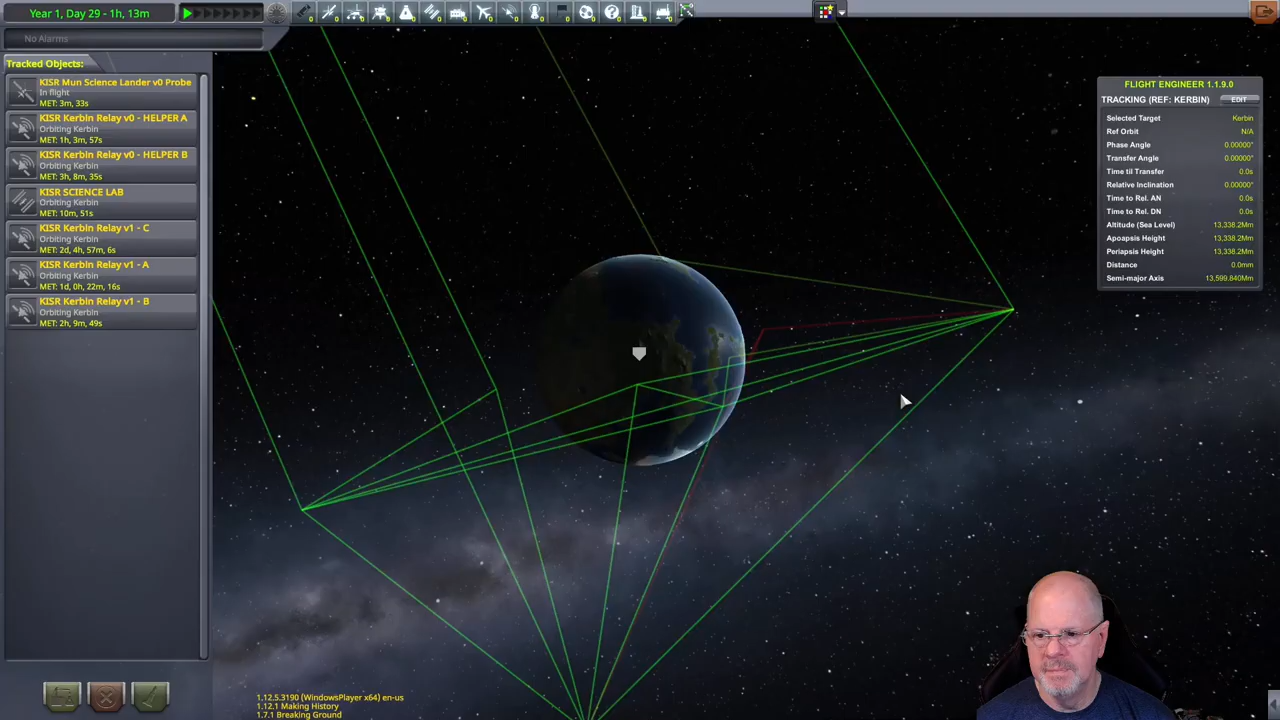 Year 1, Day 29 - 1h, 13m
No Alarms
Tracked Objects:
KISR Mun Science Lander v0 Probe
In flight
MET: 3m, 33s
KISR Kerbin Relay v0 - HELPER A
Orbiting Kerbin
MET: 1h, 3m, 57s
KISR Kerbin Relay v0 - HELPER B
Orbiting Kerbin
MET: 3h, 8m, 35s
KISR SCIENCE LAB
Orbiting Kerbin
MET: 10m, 51s
KISR Kerbin Relay v1 - C
Orbiting Kerbin
MET: 2d, 4h, 57m, 6s
KISR Kerbin Relay v1 - A
Orbiting Kerbin
MET: 1d, 0h, 22m, 16s
KISR Kerbin Relay v1 - B
Orbiting Kerbin
MET: 2h, 9m, 49s
FLIGHT ENGINEER 1.1.9.0
TRACKING (REF: KERBIN) EDIT
Selected Target Kerbin
Ref Orbit N/A
Phase Angle 0.00000°
Transfer Angle 0.00000°
Time til Transfer 0.0s
Relative Inclination 0.00000°
Time to Rel. AN 0.0s
Time to Rel. DN 0.0s
Altitude (Sea Level) 13,338.2Mm
Apoapsis Height 13,338.2Mm
Periapsis Height 13,338.2Mm
Distance 0.0mm
Semi-major Axis 13,599.840Mm
1.12.5.3190 (WindowsPlayer x64) en-us
1.12.1 Making History
1.7.1 Breaking Ground